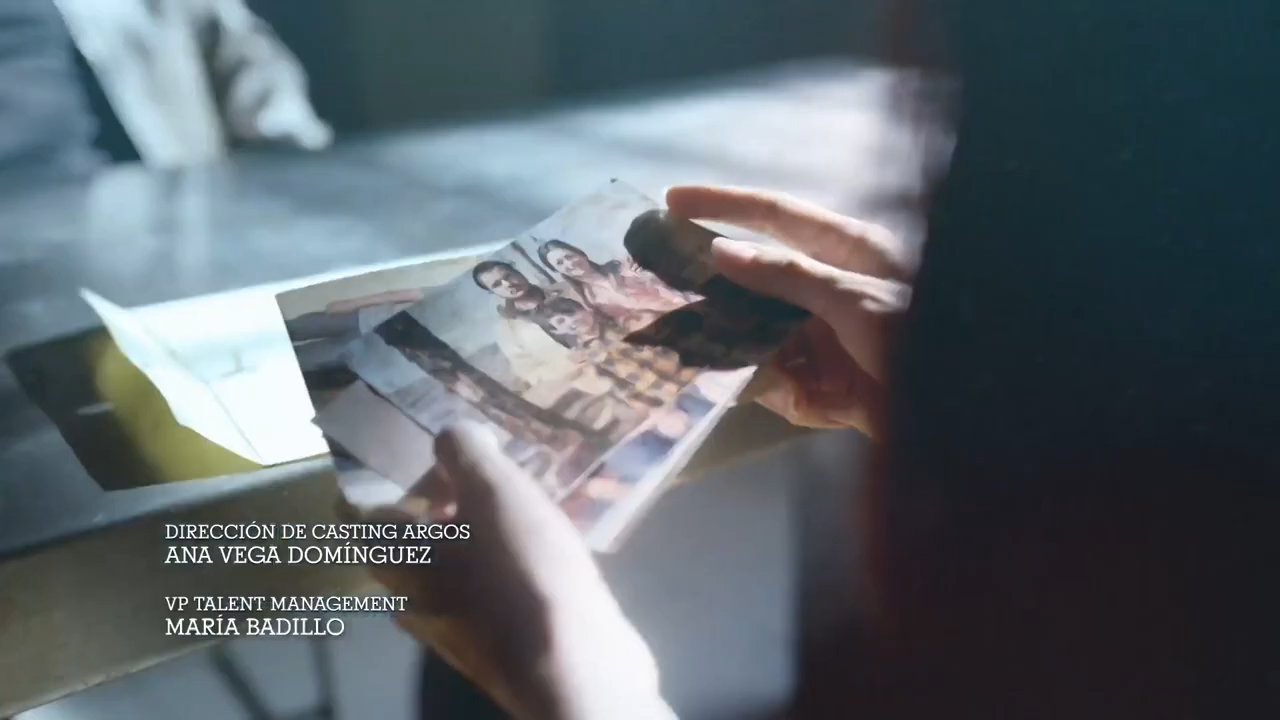 DIRECCIÓN DE CASTING ARGOS
ANA VEGA DOMÍNGUEZ
VP TALENT MANAGEMENT
MARÍA BADILLO